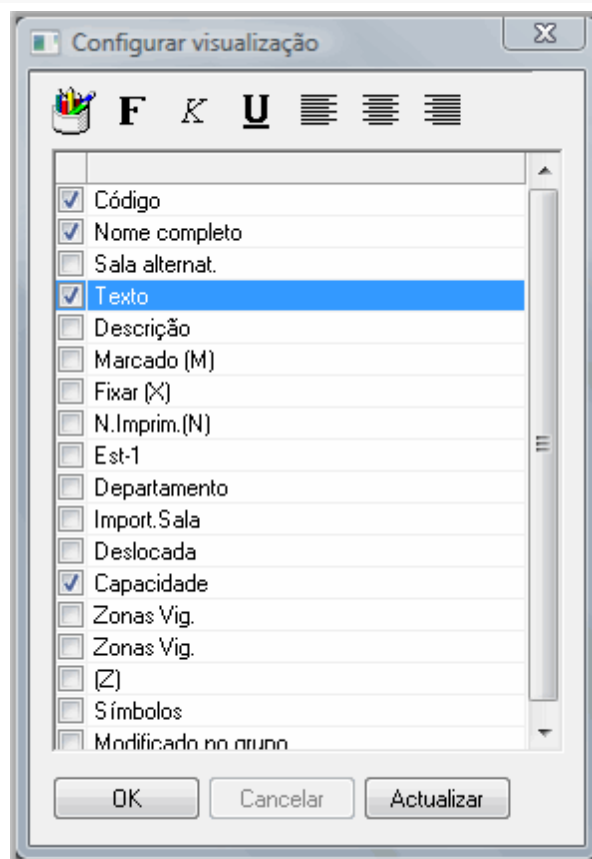 Configurar visualização
F K U
Código
Nome completo
Sala alternat.
Texto
Descrição
Marcado (M)
Fixar (X)
N.Imprim.(N)
Est-1
Departamento
Import.Sala
Deslocada
Capacidade
Zonas Vig.
Zonas Vig.
(Z)
Símbolos
Modificado no grupo
OK Cancelar Actualizar